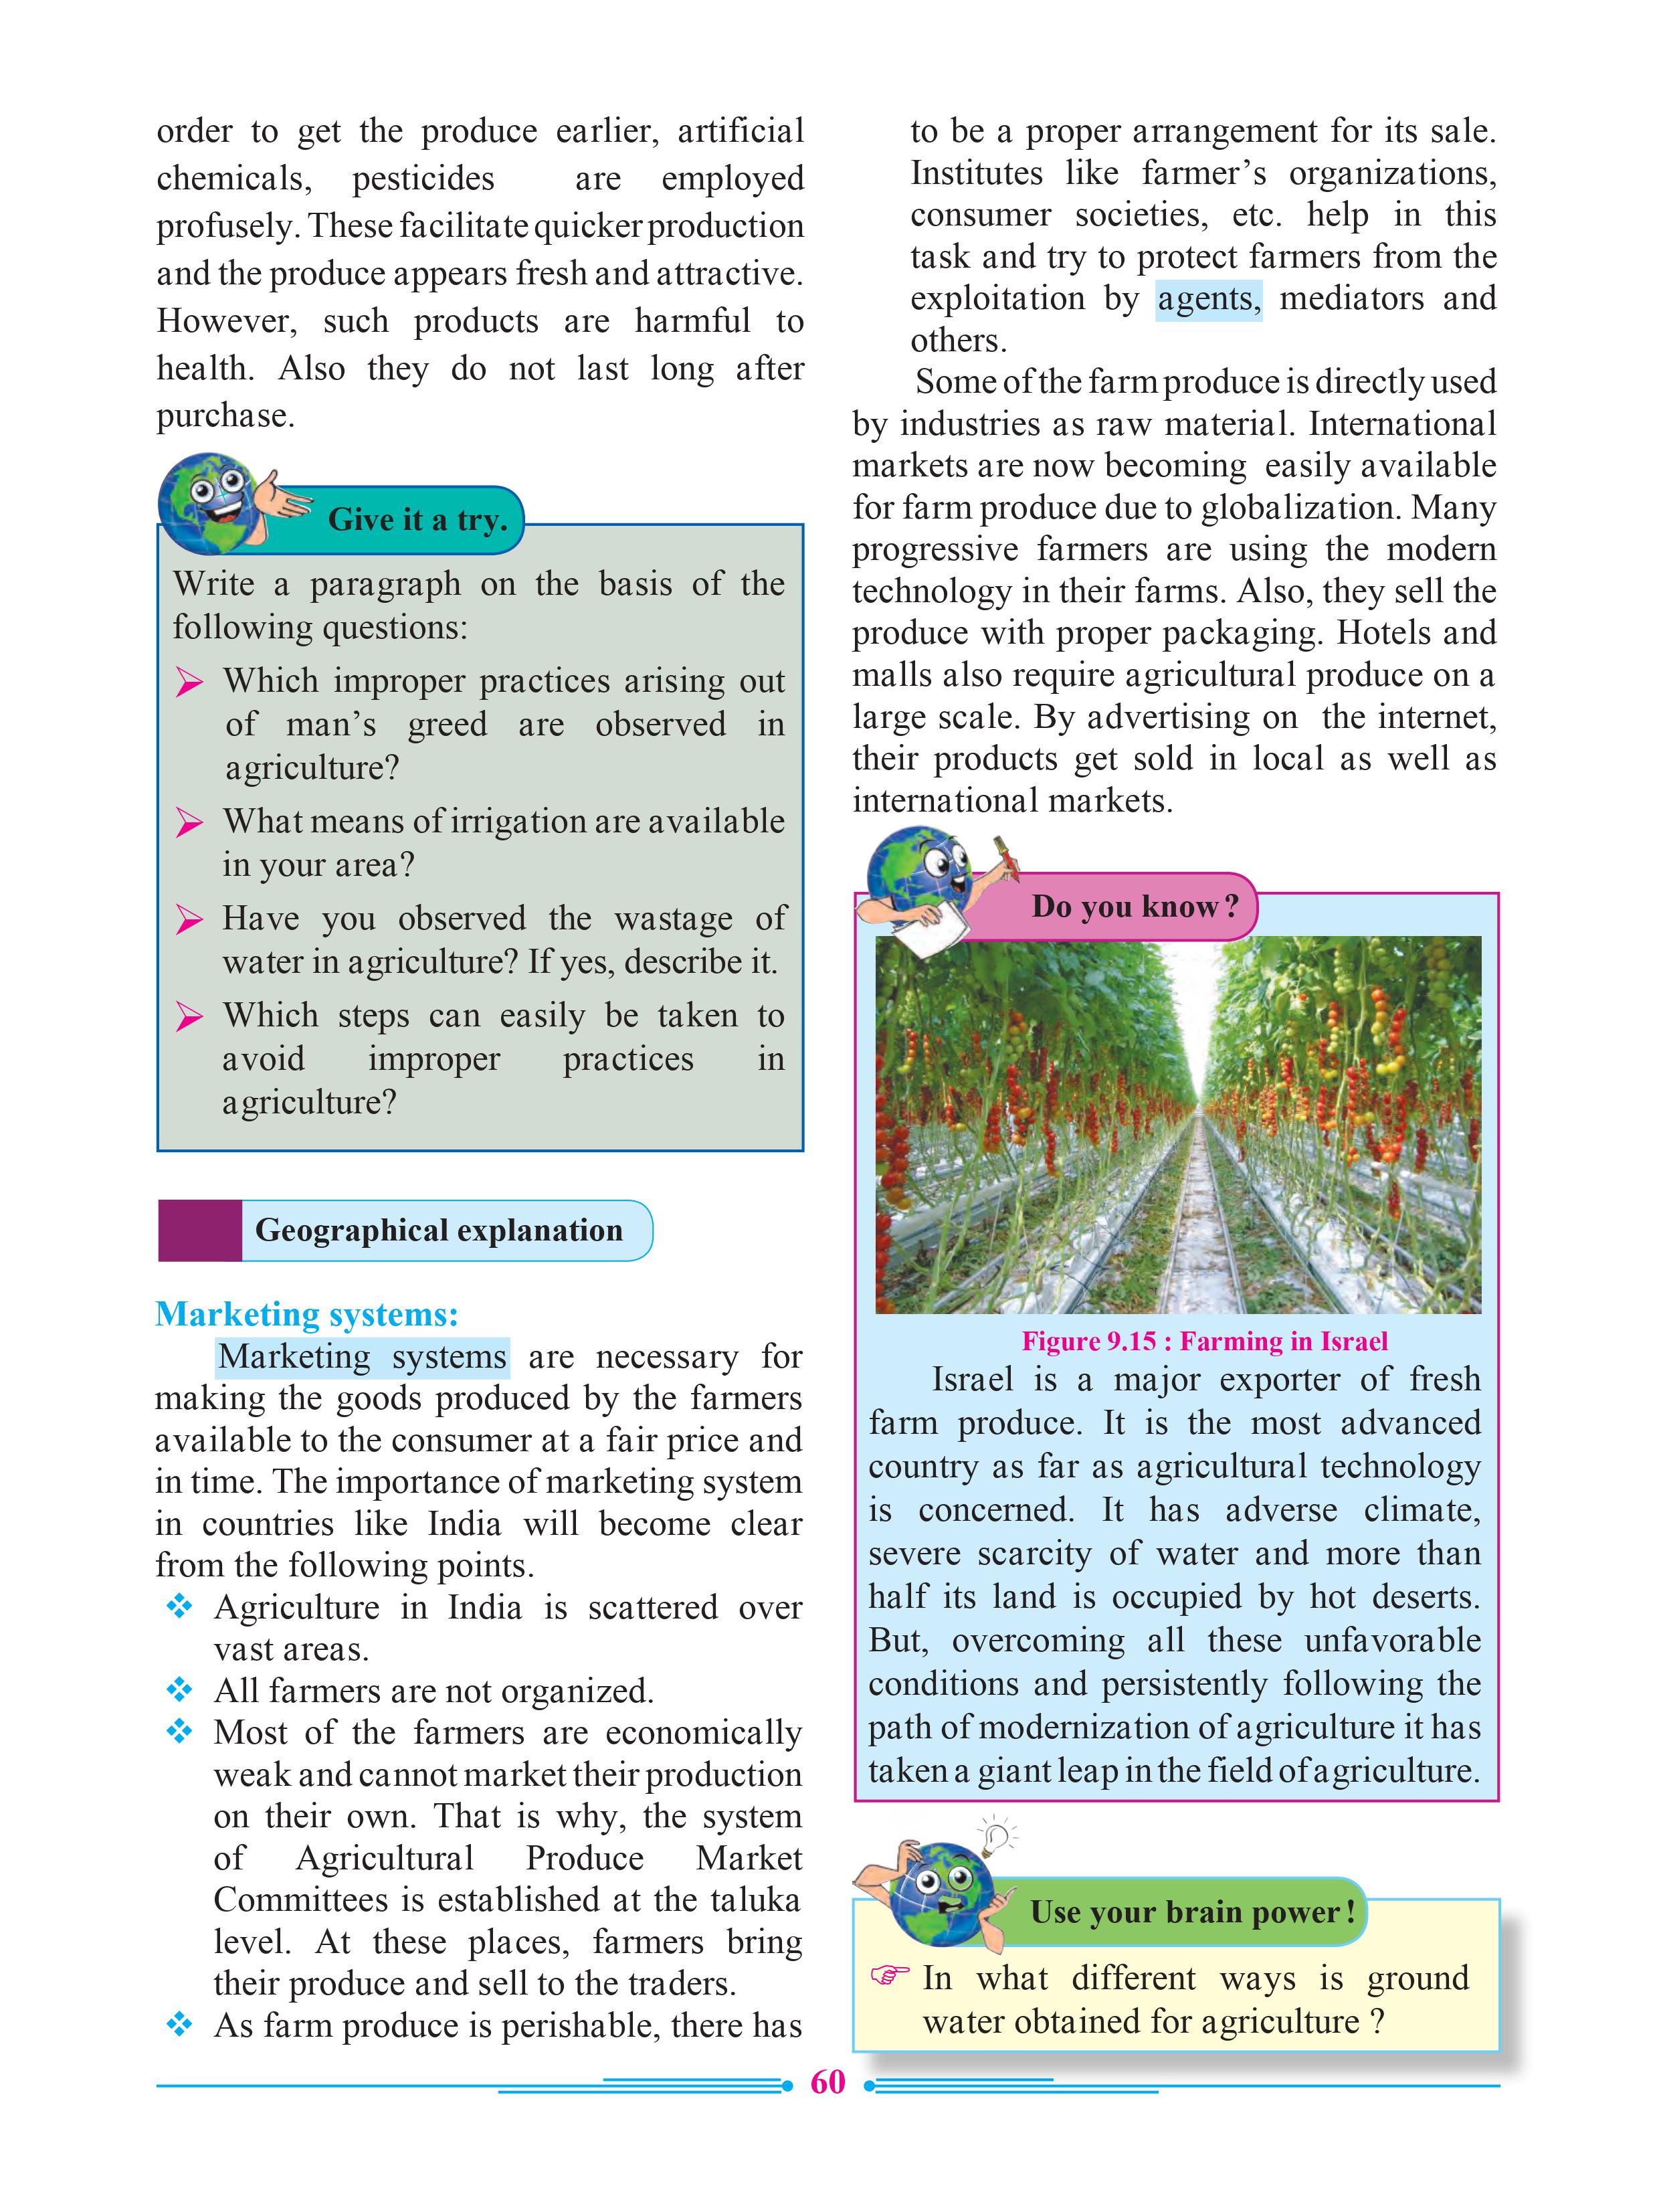 order to get the produce earlier, artificial
chemicals, pesticides are employed
profusely. These facilitate quicker production
and the produce appears fresh and attractive.
However, such products are harmful to
health. Also they do not last long after
purchase.
Give it a try.
Write a paragraph on the basis of the
following questions:
➢ Which improper practices arising out
of man’s greed are observed in
agriculture?
➢ What means of irrigation are available
in your area?
➢ Have you observed the wastage of
water in agriculture? If yes, describe it.
➢ Which steps can easily be taken to
avoid improper practices in
agriculture?
Geographical explanation
Marketing systems:
Marketing systems are necessary for
making the goods produced by the farmers
available to the consumer at a fair price and
in time. The importance of marketing system
in countries like India will become clear
from the following points.
❖ Agriculture in India is scattered over
vast areas.
❖ All farmers are not organized.
❖ Most of the farmers are economically
weak and cannot market their production
on their own. That is why, the system
of Agricultural Produce Market
Committees is established at the taluka
level. At these places, farmers bring
their produce and sell to the traders.
❖ As farm produce is perishable, there has
to be a proper arrangement for its sale.
Institutes like farmer’s organizations,
consumer societies, etc. help in this
task and try to protect farmers from the
exploitation by agents, mediators and
others.
Some of the farm produce is directly used
by industries as raw material. International
markets are now becoming easily available
for farm produce due to globalization. Many
progressive farmers are using the modern
technology in their farms. Also, they sell the
produce with proper packaging. Hotels and
malls also require agricultural produce on a
large scale. By advertising on the internet,
their products get sold in local as well as
international markets.
Do you know?
Figure 9.15 : Farming in Israel
Israel is a major exporter of fresh
farm produce. It is the most advanced
country as far as agricultural technology
is concerned. It has adverse climate,
severe scarcity of water and more than
half its land is occupied by hot deserts.
But, overcoming all these unfavorable
conditions and persistently following the
path of modernization of agriculture it has
taken a giant leap in the field of agriculture.
Use your brain power!
☞ In what different ways is ground
water obtained for agriculture ?
60